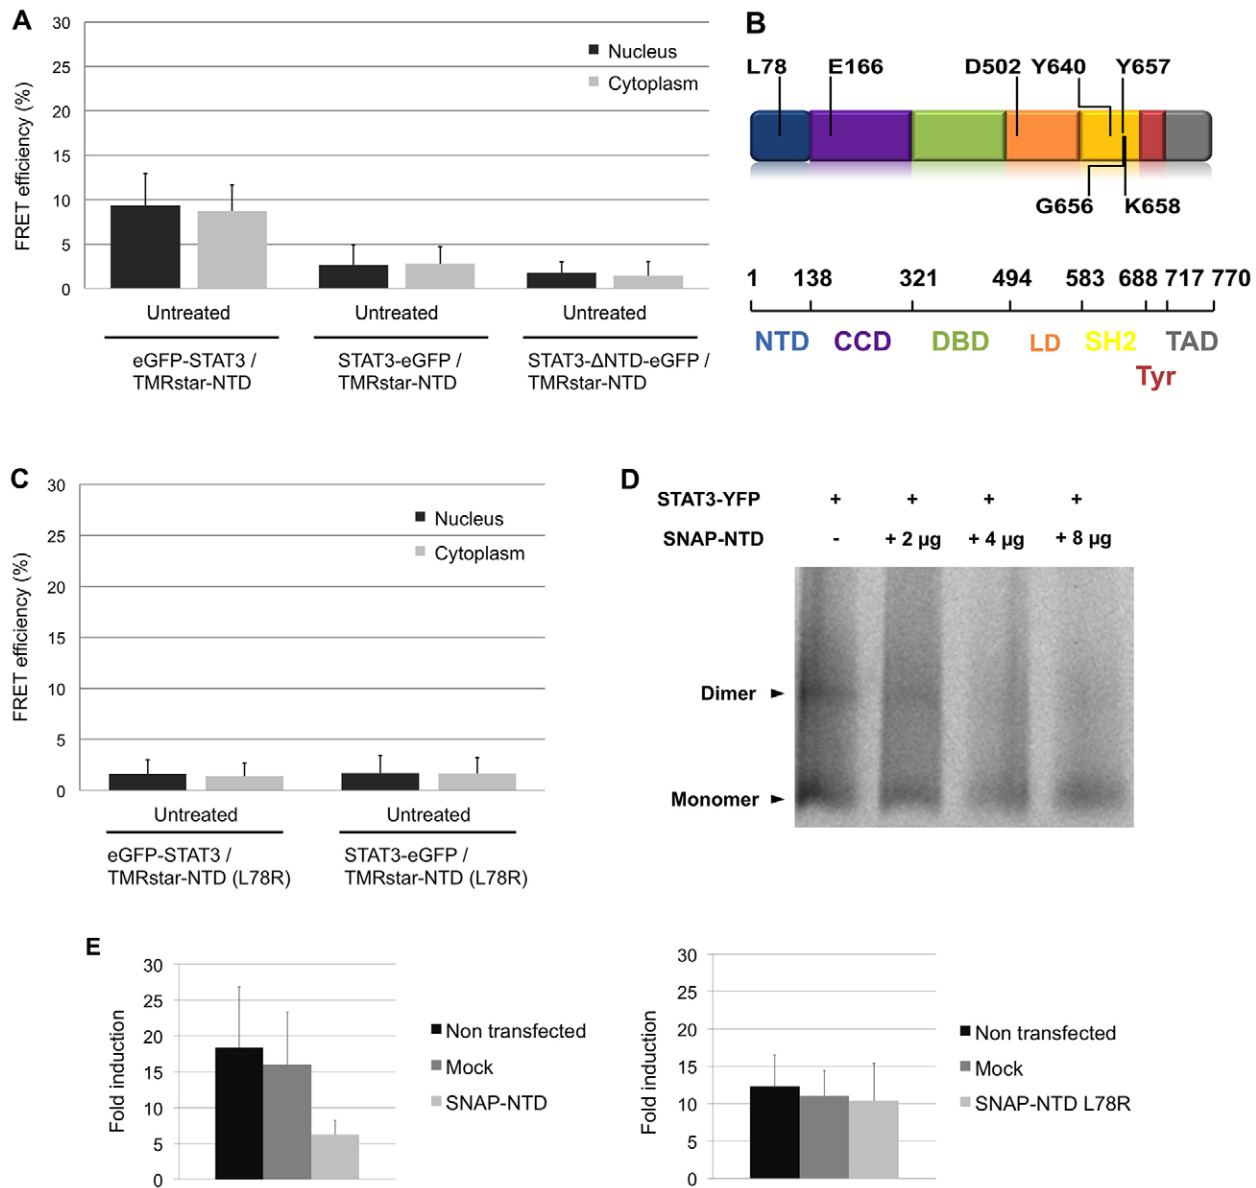 A
FRET efficiency (%)
30
25
20
15
10
5
0
Nucleus
Cytoplasm
Untreated Untreated Untreated
eGFP-STAT3 / STAT3-eGFP / STAT3-ΔNTD-eGFP /
TMRstar-NTD TMRstar-NTD TMRstar-NTD
B
L78 E166 D502 Y640 Y657
G656 K658
1 138 321 494 583 688 717 770
NTD CCD DBD LD SH2 TAD
Tyr
C
FRET efficiency (%)
30
25
20
15
10
5
0
Nucleus
Cytoplasm
Untreated Untreated
eGFP-STAT3 / STAT3-eGFP /
TMRstar-NTD (L78R) TMRstar-NTD (L78R)
D
STAT3-YFP + + + +
SNAP-NTD - + 2 µg + 4 µg + 8 µg
Dimer
Monomer
E
Fold induction
30
25
20
15
10
5
0
Non transfected
Mock
SNAP-NTD
Fold induction
30
25
20
15
10
5
0
Non transfected
Mock
SNAP-NTD L78R